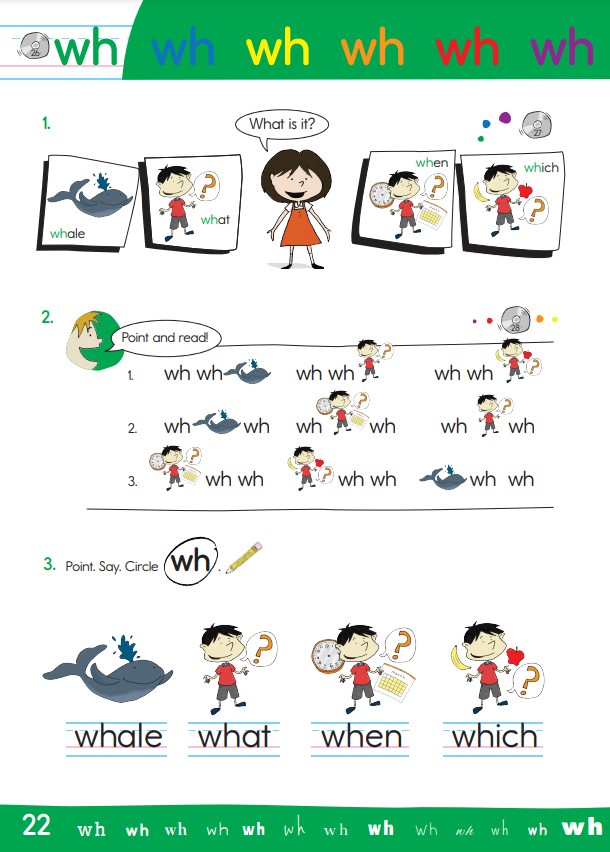 26 wh wh wh wh wh wh
1. What is it? 27
whale what when which
2. Point and read! 28
1. wh wh wh wh wh wh
2. wh wh wh wh wh wh
3. wh wh wh wh wh wh
3. Point. Say. Circle wh.
whale what when which
22 wh wh wh wh wh wh wh wh wh wh wh wh wh